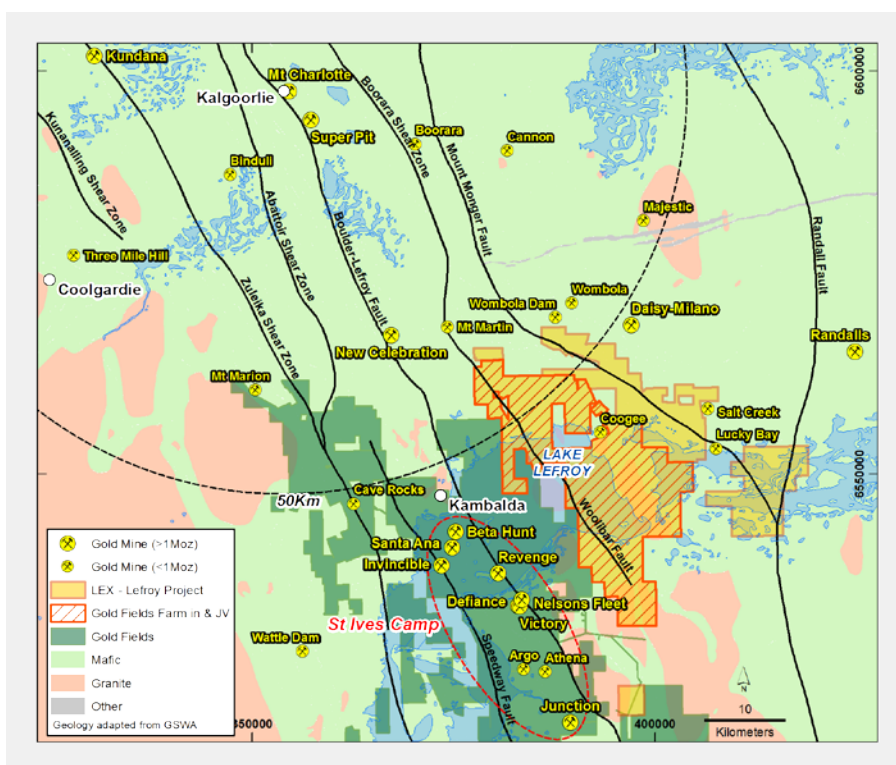 Kundana
Mt Charlotte
Kalgoorlie
Super Pit
Boorara Shear Zone
Boorara
Cannon
6600000
Kunanalling Shear Zone
Binduli
Abattoir Shear Zone
Boulder-Lefroy Fault
Mount Monger Fault
Majestic
Randall Fault
Three Mile Hill
Coolgardie
Zuleika Shear Zone
Wombola
Wombola Dam
Daisy-Milano
Mt Martin
New Celebration
Randalls
Mt Marion
Salt Creek
Coogee
Lucky Bay
LAKE
LEFROY
6550000
Cave Rocks
50Km
Kambalda
Woolibar Fault
Beta Hunt
Santa Ana
Invincible
Revenge
Defiance
Nelsons Fleet
Victory
St Ives Camp
Wattle Dam
Speedway Fault
Argo
Athena
Junction
Gold Mine (>1Moz)
Gold Mine (<1Moz)
LEX - Lefroy Project
Gold Fields Farm in & JV
Gold Fields
Mafic
Granite
Other
Geology adapted from GSWA
350000
400000
N
10
Kilometers